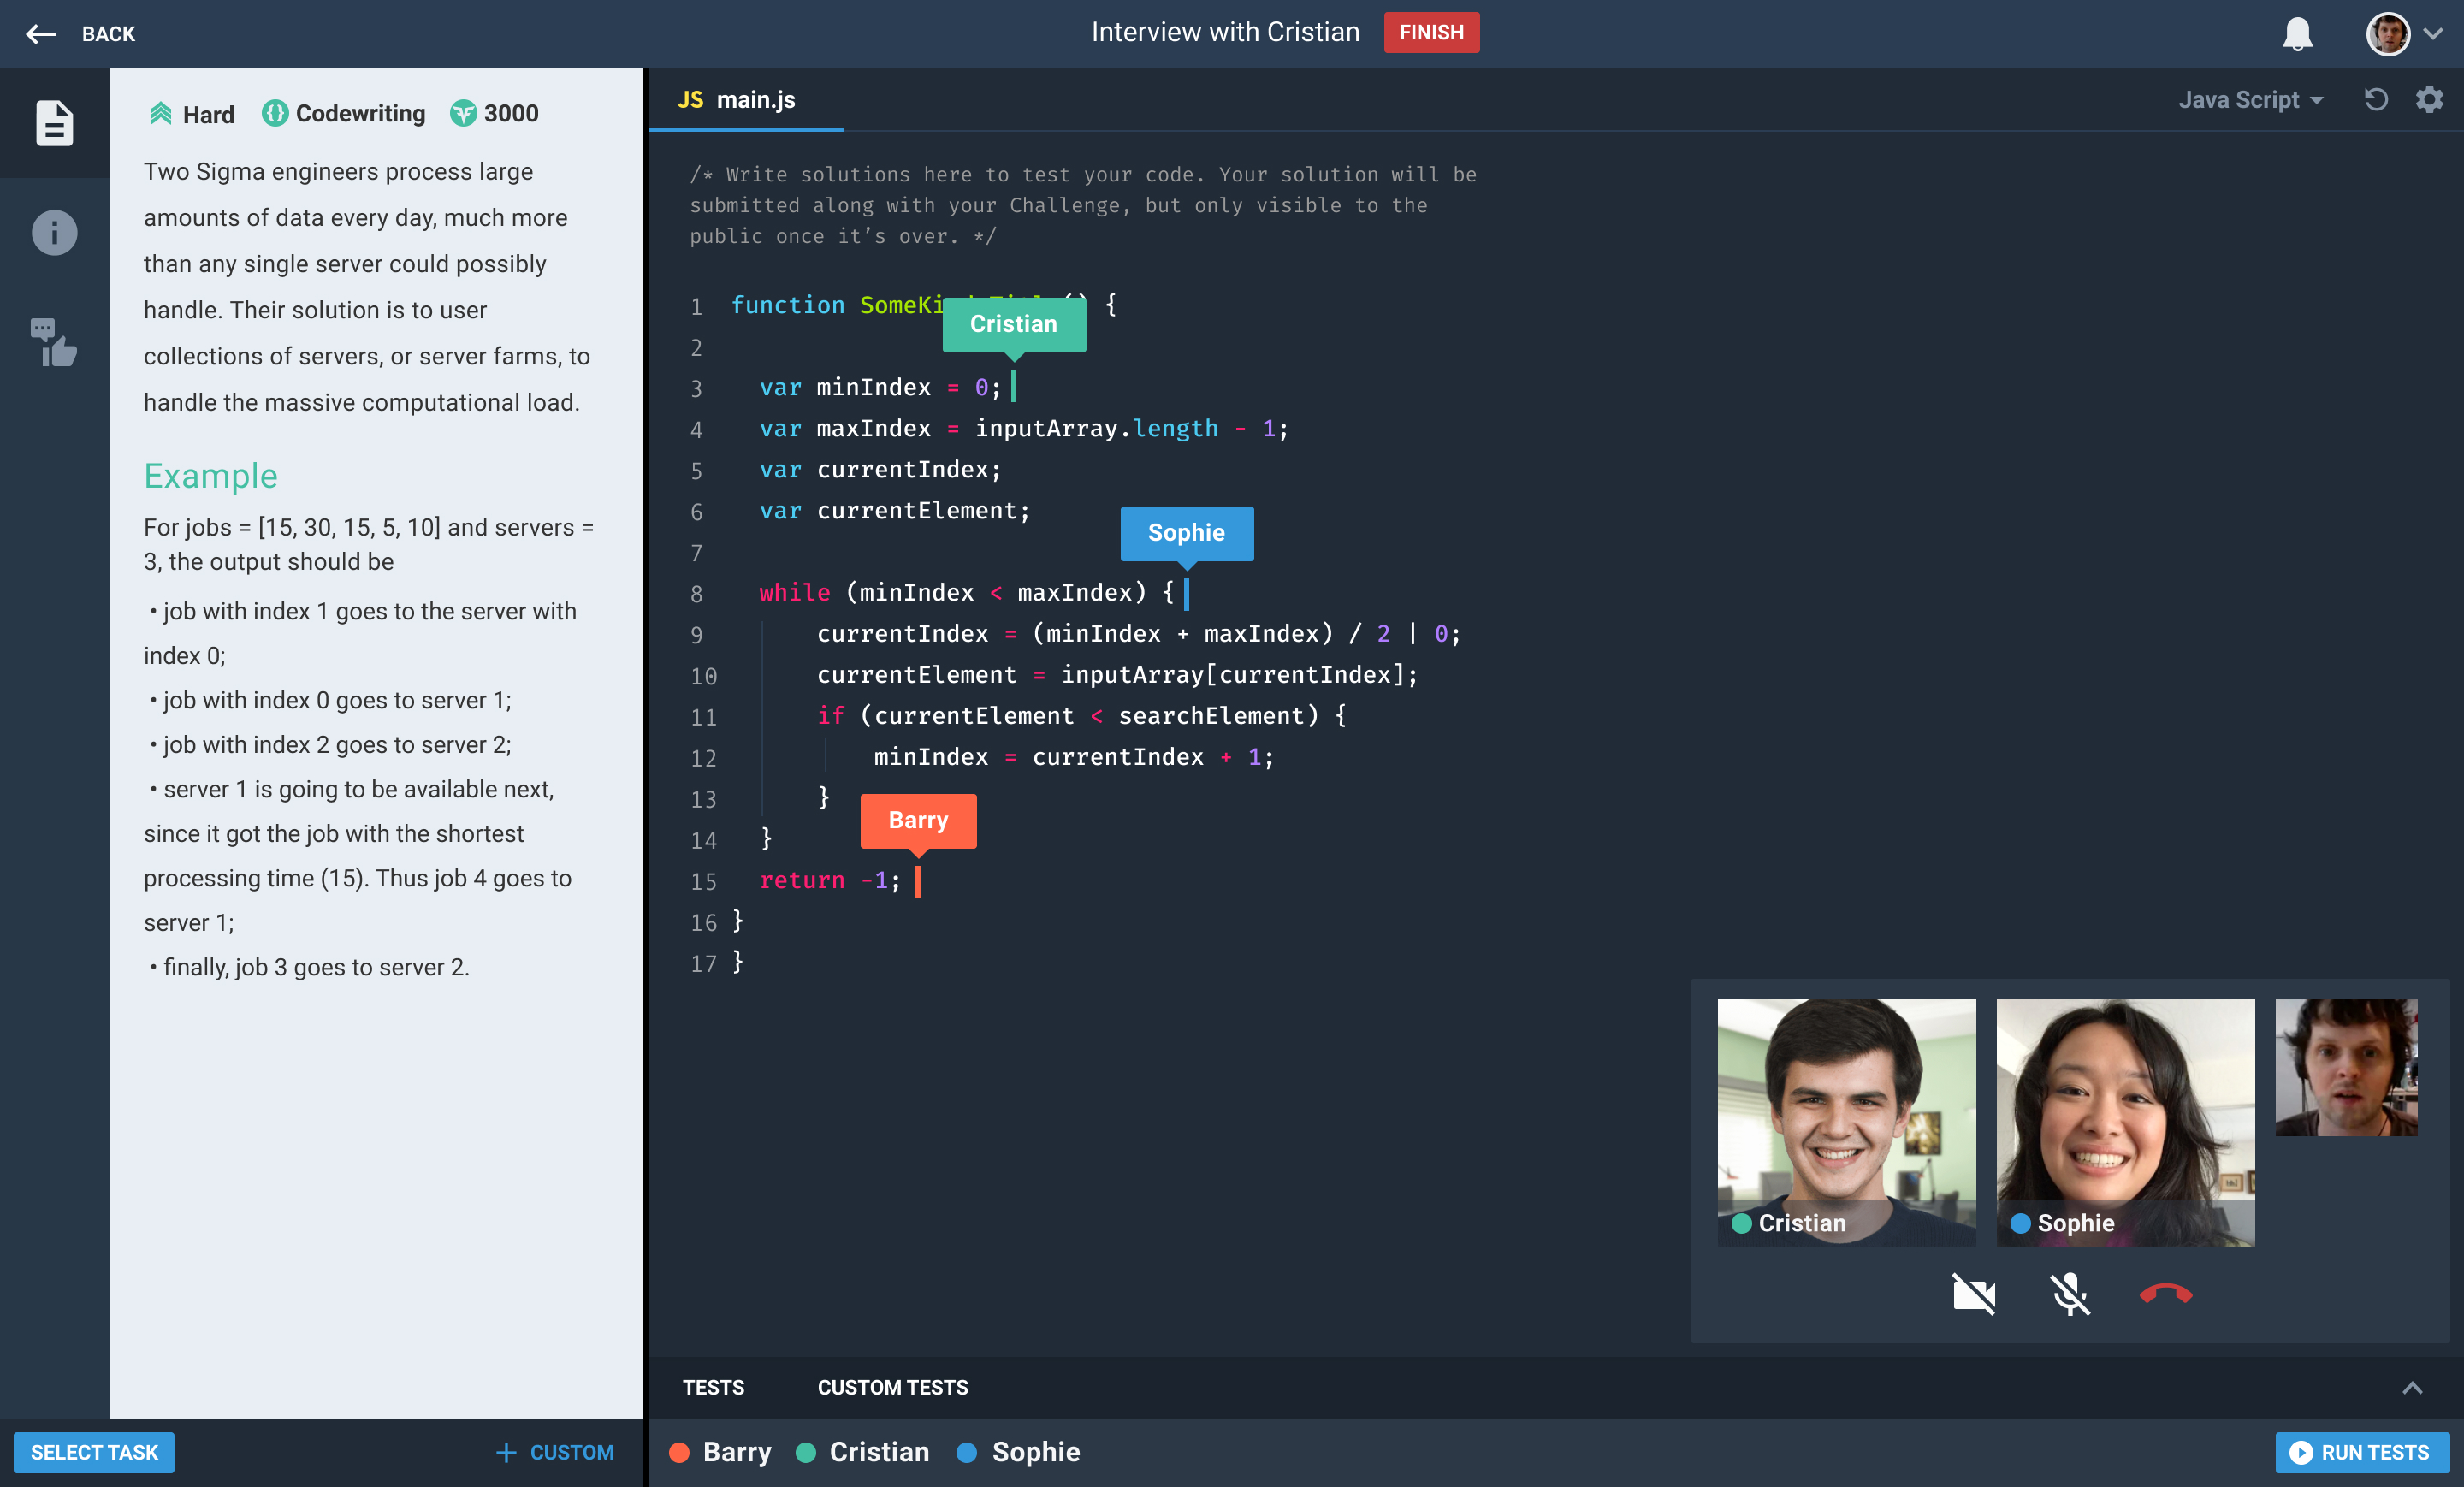 BACK
Interview with Cristian
FINISH
Hard
Codewriting
3000
Two Sigma engineers process large
amounts of data every day, much more
than any single server could possibly
handle. Their solution is to user
collections of servers, or server farms, to
handle the massive computational load.
Example
For jobs = [15, 30, 15, 5, 10] and servers =
3, the output should be
• job with index 1 goes to the server with
index 0;
• job with index 0 goes to server 1;
• job with index 2 goes to server 2;
• server 1 is going to be available next,
since it got the job with the shortest
processing time (15). Thus job 4 goes to
server 1;
• finally, job 3 goes to server 2.
SELECT TASK
+ CUSTOM
JS main.js
Java Script
/* Write solutions here to test your code. Your solution will be
submitted along with your Challenge, but only visible to the
public once it’s over. */
1 function () {
Cristian
2
3 var minIndex = 0;
4 var maxIndex = inputArray.length - 1;
5 var currentIndex;
6 var currentElement;
Sophie
7
8 while (minIndex < maxIndex) {
9 currentIndex = (minIndex + maxIndex) / 2 | 0;
10 currentElement = inputArray[currentIndex];
11 if (currentElement < searchElement) {
12 minIndex = currentIndex + 1;
13 }
Barry
14 }
15 return -1;
16 }
17 }
Cristian
Sophie
TESTS
CUSTOM TESTS
Barry
Cristian
Sophie
RUN TESTS